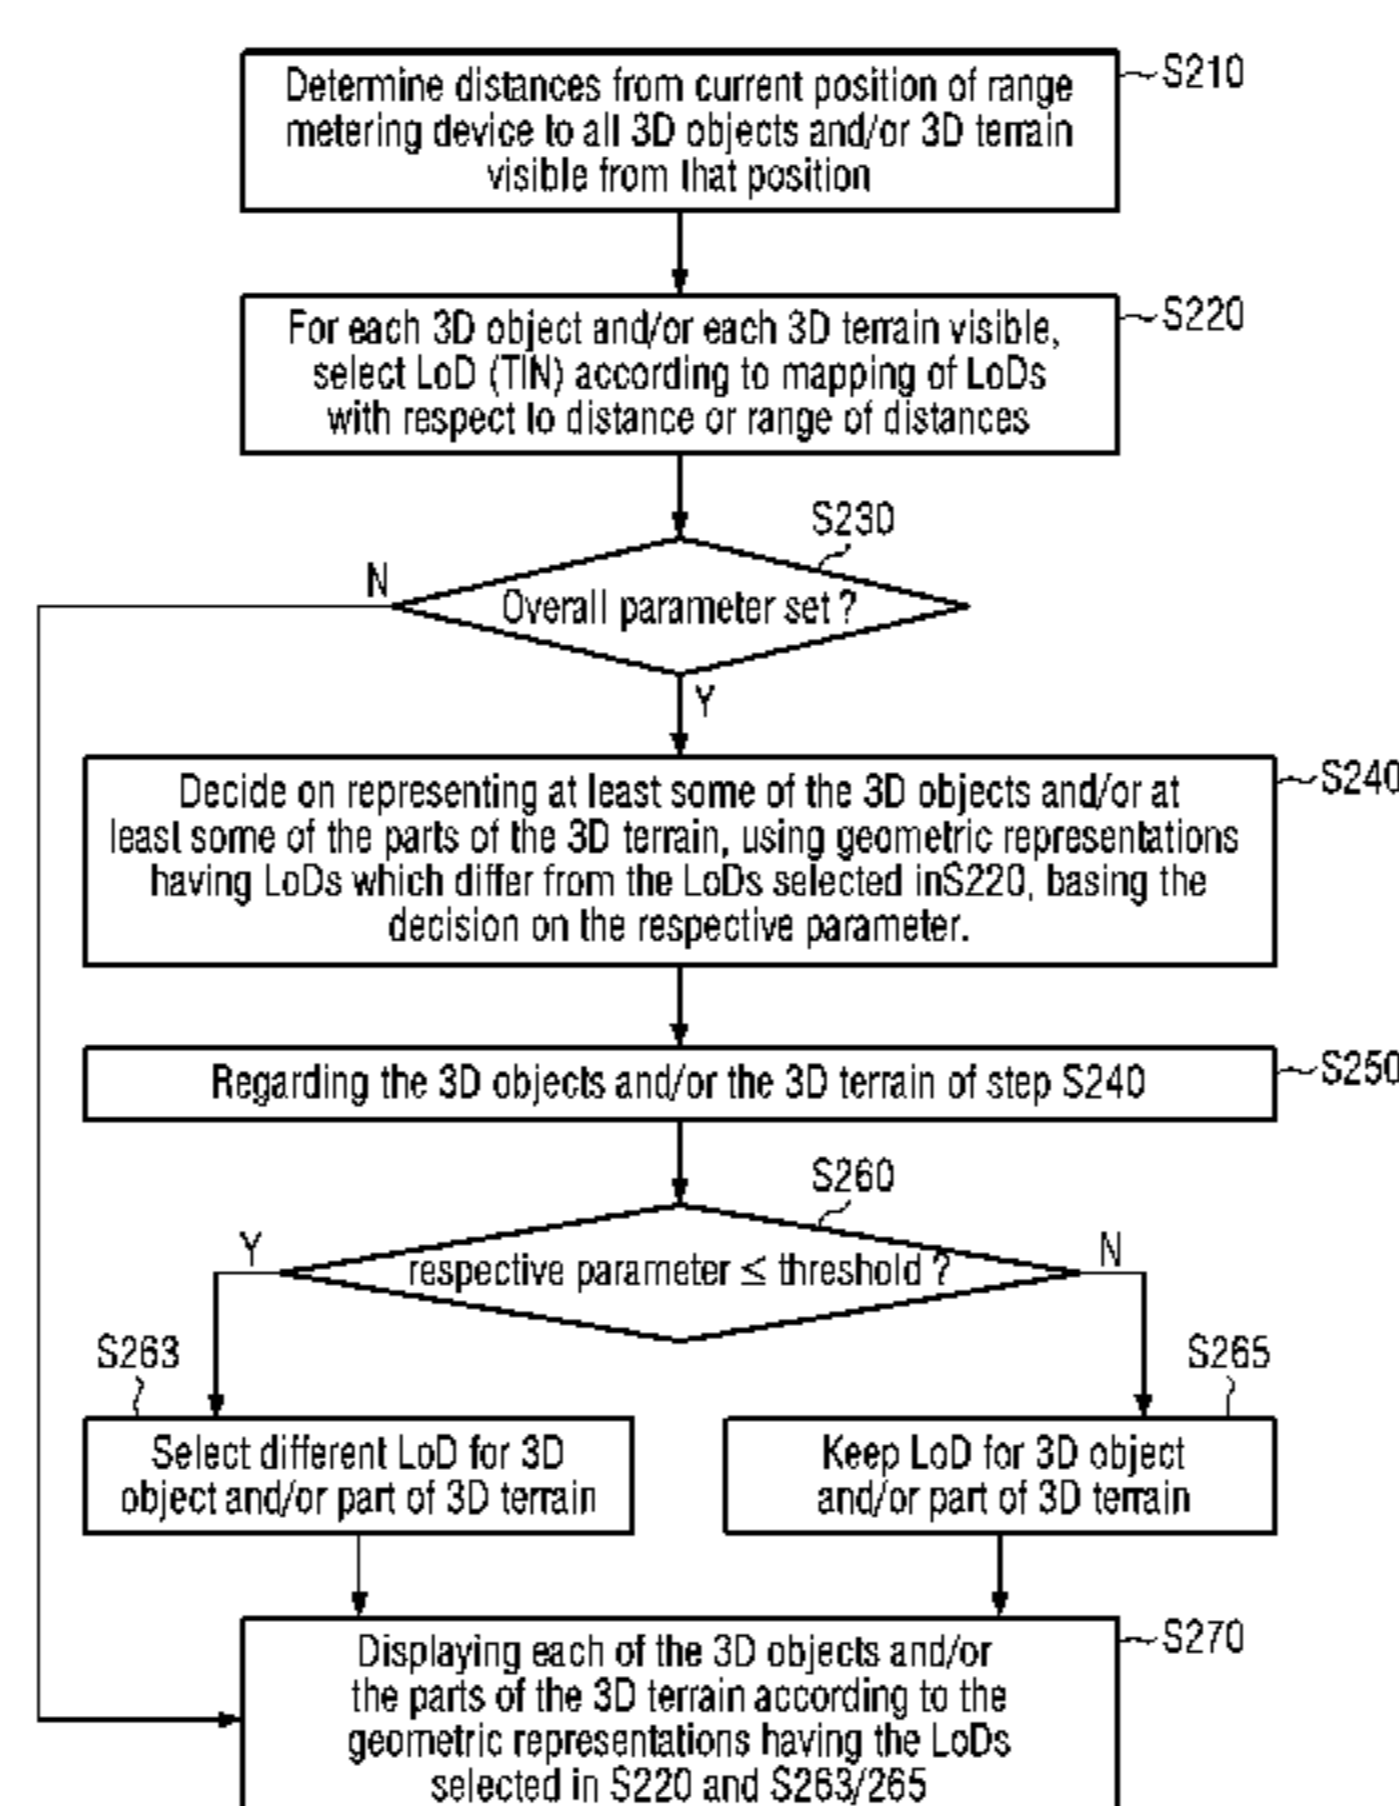 Determine distances from current position of range
metering device to all 3D objects and/or 3D terrain
visible from that position
S210
For each 3D object and/or each 3D terrain visible,
select LoD (TIN) according to mapping of LoDs
with respect to distance or range of distances
S220
S230
N
Overall parameter set ?
Y
Decide on representing at least some of the 3D objects and/or at
least some of the parts of the 3D terrain, using geometric representations
having LoDs which differ from the LoDs selected inS220, basing the
decision on the respective parameter.
S240
Regarding the 3D objects and/or the 3D terrain of step S240
S250
S260
Y
respective parameter ≤ threshold ?
N
S263
S265
Select different LoD for 3D
object and/or part of 3D terrain
Keep LoD for 3D object
and/or part of 3D terrain
Displaying each of the 3D objects and/or
the parts of the 3D terrain according to the
geometric representations having the LoDs
selected in S220 and S263/265
S270